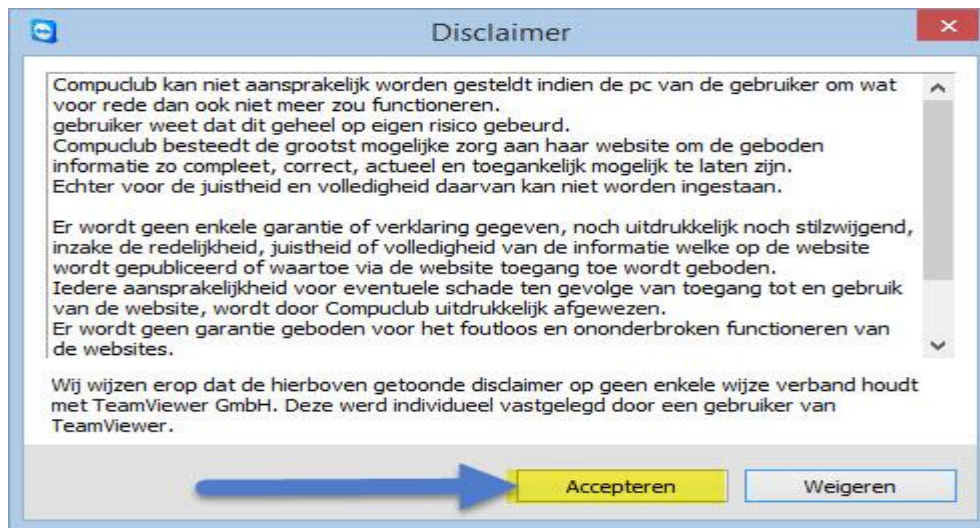 Disclaimer
Compuclub kan niet aansprakelijk worden gesteldt indien de pc van de gebruiker om wat
voor rede dan ook niet meer zou functioneren.
gebruiker weet dat dit geheel op eigen risico gebeurd.
Compuclub besteedt de grootst mogelijke zorg aan haar website om de geboden
informatie zo compleet, correct, actueel en toegankelijk mogelijk te laten zijn.
Echter voor de juistheid en volledigheid daarvan kan niet worden ingestaan.
Er wordt geen enkele garantie of verklaring gegeven, noch uitdrukkelijk noch stilzwijgend,
inzake de redelijkheid, juistheid of volledigheid van de informatie welke op de website
wordt gepubliceerd of waartoe via de website toegang toe wordt geboden.
Iedere aansprakelijkheid voor eventuele schade ten gevolge van toegang tot en gebruik
van de website, wordt door Compuclub uitdrukkelijk afgewezen.
Er wordt geen garantie geboden voor het foutloos en ononderbroken functioneren van
de websites.
Wij wijzen erop dat de hierboven getoonde disclaimer op geen enkele wijze verband houdt
met TeamViewer GmbH. Deze werd individueel vastgelegd door een gebruiker van
TeamViewer.
Accepteren
Weigeren